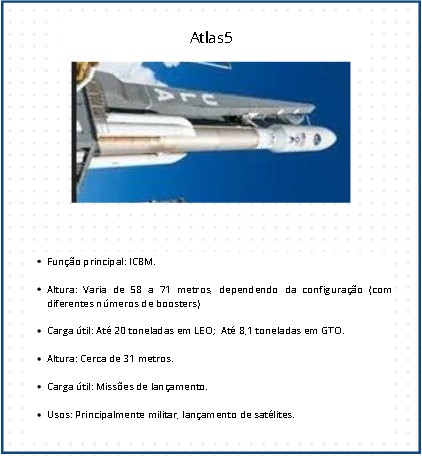 Atlas5
ULA
• Função principal: ICBM.
• Altura: Varia de 58 a 71 metros, dependendo da configuração (com
diferentes números de boosters)
• Carga útil: Até 20 toneladas em LEO; Até 8,1 toneladas em GTO.
• Altura: Cerca de 31 metros.
• Carga útil: Missões de lançamento.
• Usos: Principalmente militar, lançamento de satélites.